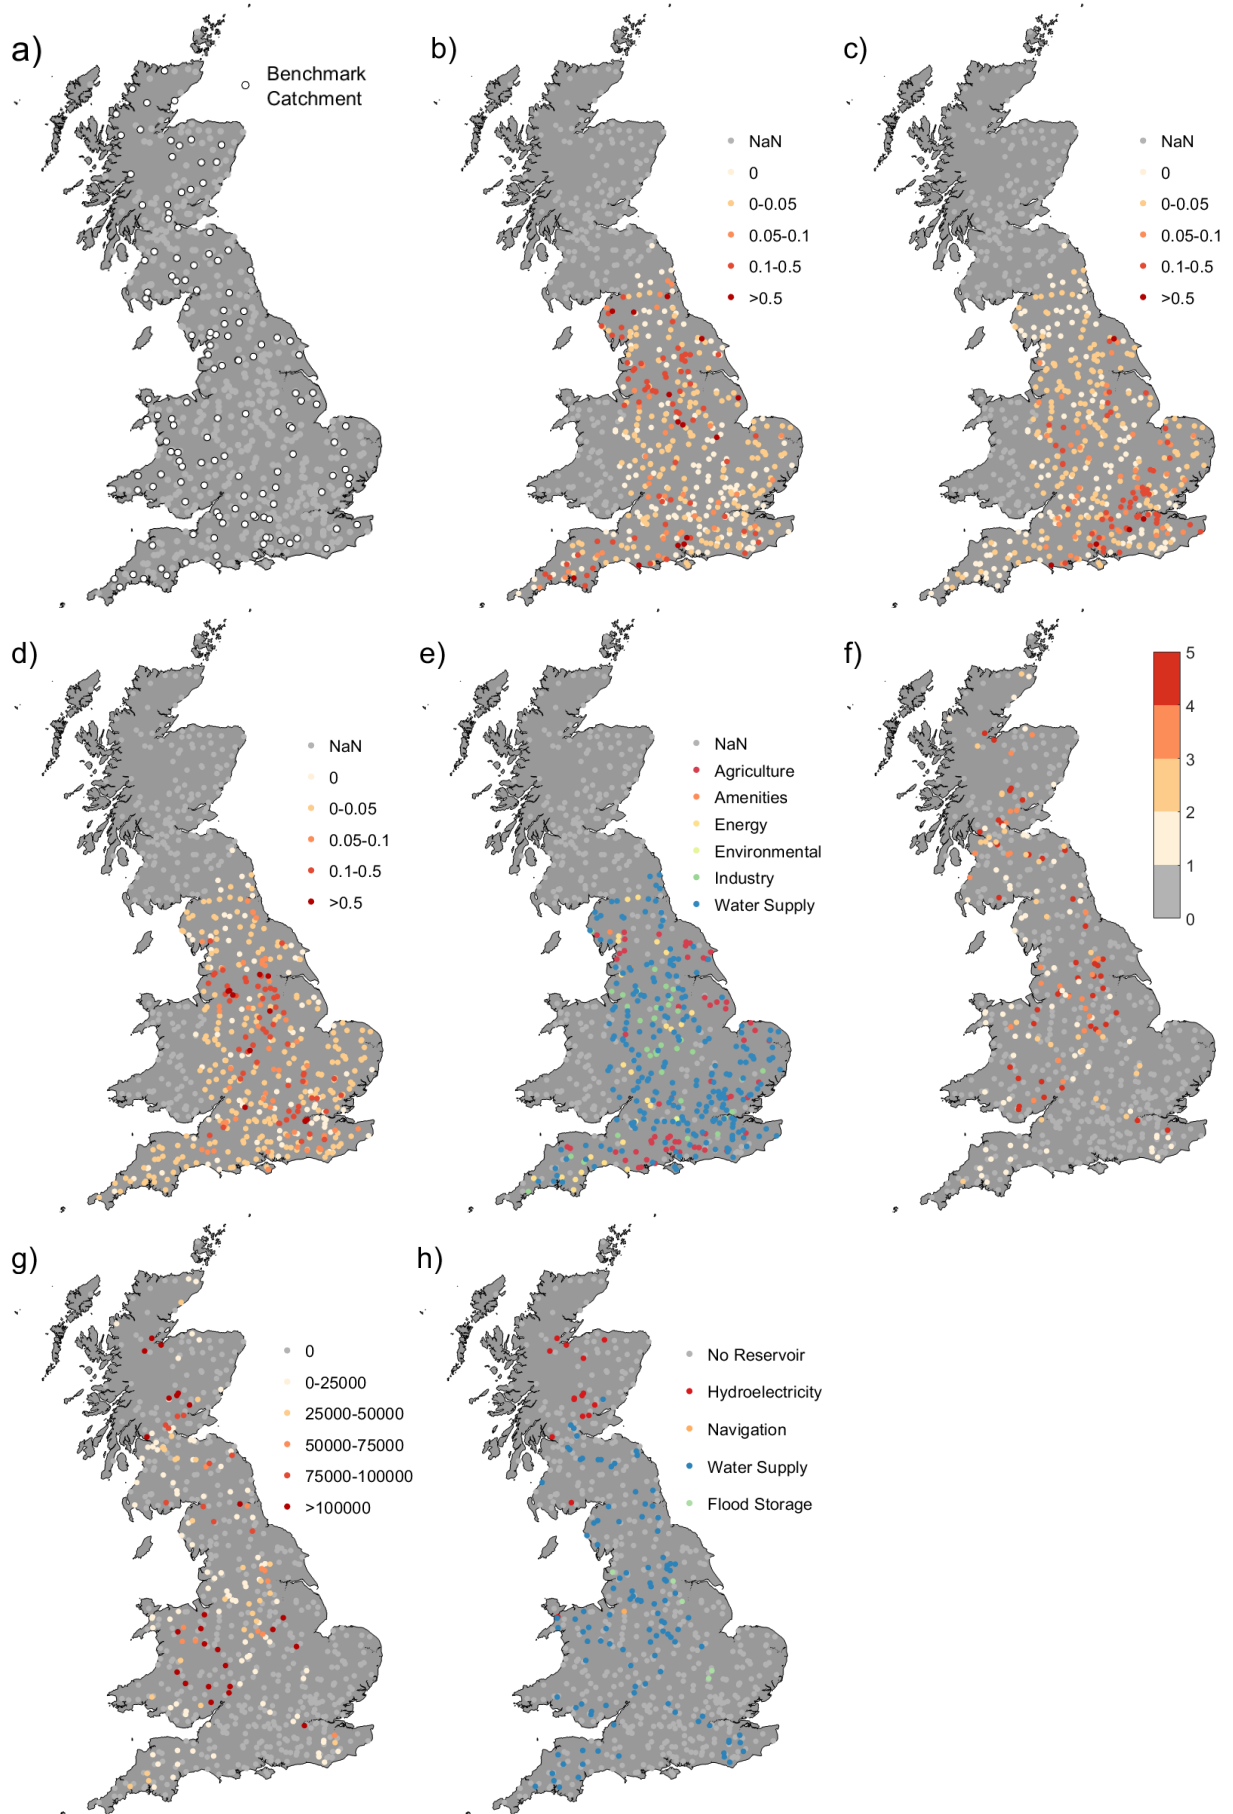 a)
Benchmark
Catchment
b)
NaN
0
0-0.05
0.05-0.1
0.1-0.5
>0.5
c)
NaN
0
0-0.05
0.05-0.1
0.1-0.5
>0.5
d)
NaN
0
0-0.05
0.05-0.1
0.1-0.5
>0.5
e)
NaN
Agriculture
Amenities
Energy
Environmental
Industry
Water Supply
f)
5
4
3
2
1
0
g)
0
0-25000
25000-50000
50000-75000
75000-100000
>100000
h)
No Reservoir
Hydroelectricity
Navigation
Water Supply
Flood Storage